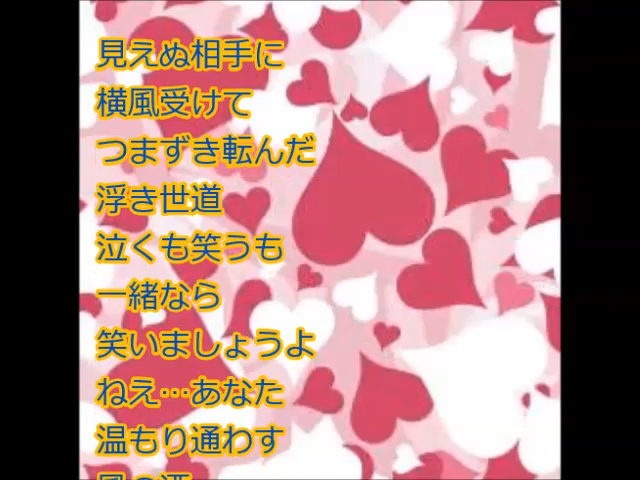 見えぬ相手に
横風受けて
つまずき転んだ
浮き世道
泣くも笑うも
一緒なら
笑いましょうよ
ねえ…あなた
温もり通わす